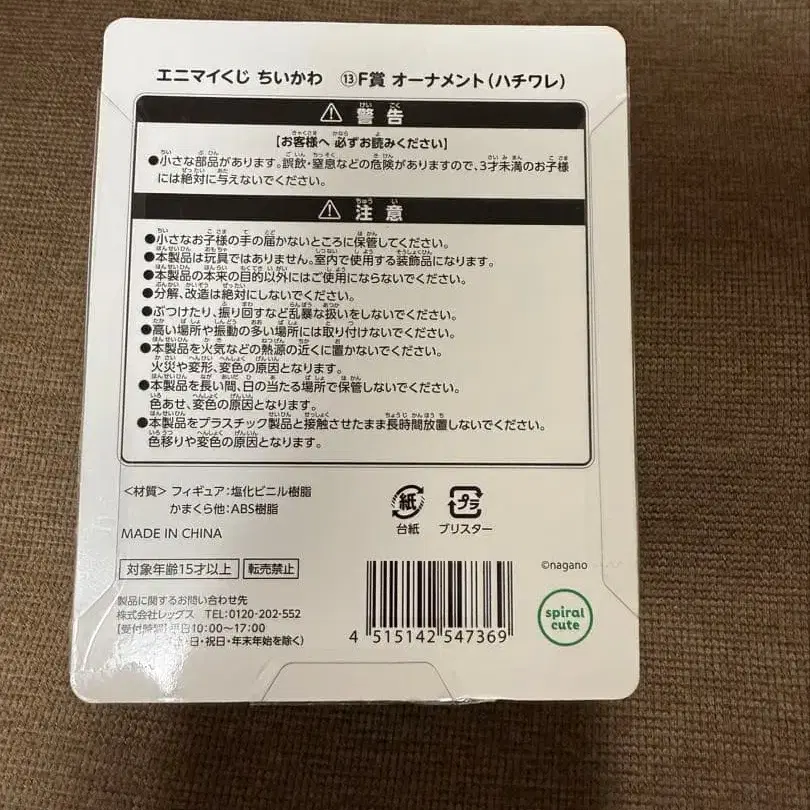 エニマイくじ ちいかわ ⑬F賞 オーナメント(ハチワレ)
⚠ 警告
【お客様へ 必ずお読みください】
●小さな部品があります。誤飲・窒息などの危険がありますので、3才未満のお子様
には絶対に与えないでください。
⚠ 注意
●小さなお子様の手の届かないところに保管してください。
●本製品は玩具ではありません。室内で使用する装飾品になります。
●本製品の本来の目的以外にはご使用にならないでください。
●分解、改造は絶対にしないでください。
●ぶつけたり、振り回すなど乱暴な扱いをしないでください。
●高い場所や振動の多い場所には取り付けないでください。
●本製品を火気などの熱源の近くに置かないでください。
火災や変形、変色の原因となります。
●本製品を長い間、日の当たる場所で保管しないでください。
色あせ、変色の原因となります。
●本製品をプラスチック製品と接触させたまま長時間放置しないでください。
色移りや変色の原因となります。
<材質> フィギュア:塩化ビニル樹脂
かまくら他:ABS樹脂
紙
台紙
プラ
ブリスター
MADE IN CHINA
対象年齢15才以上 転売禁止
©nagano
製品に関するお問い合わせ先
株式会社レッグス TEL:0120-202-552
【受付時間】平日10:00~17:00
・日・祝日・年末年始を除く)
4 515142 547369
spiral
cute